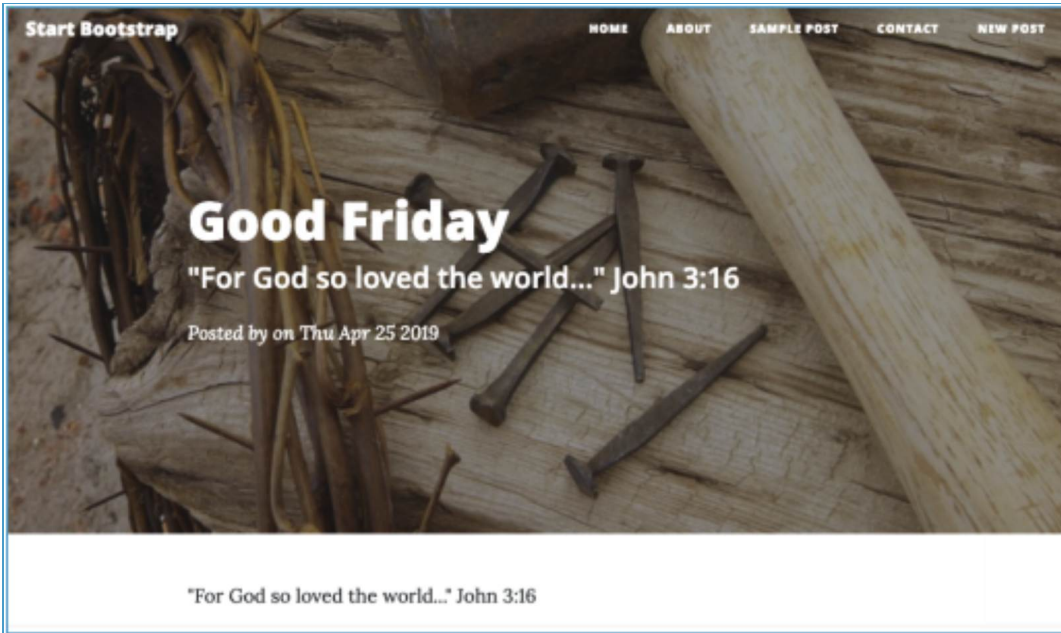 Start Bootstrap
HOME ABOUT SAMPLE POST CONTACT NEW POST
Good Friday
"For God so loved the world..." John 3:16
Posted by on Thu Apr 25 2019
"For God so loved the world..." John 3:16